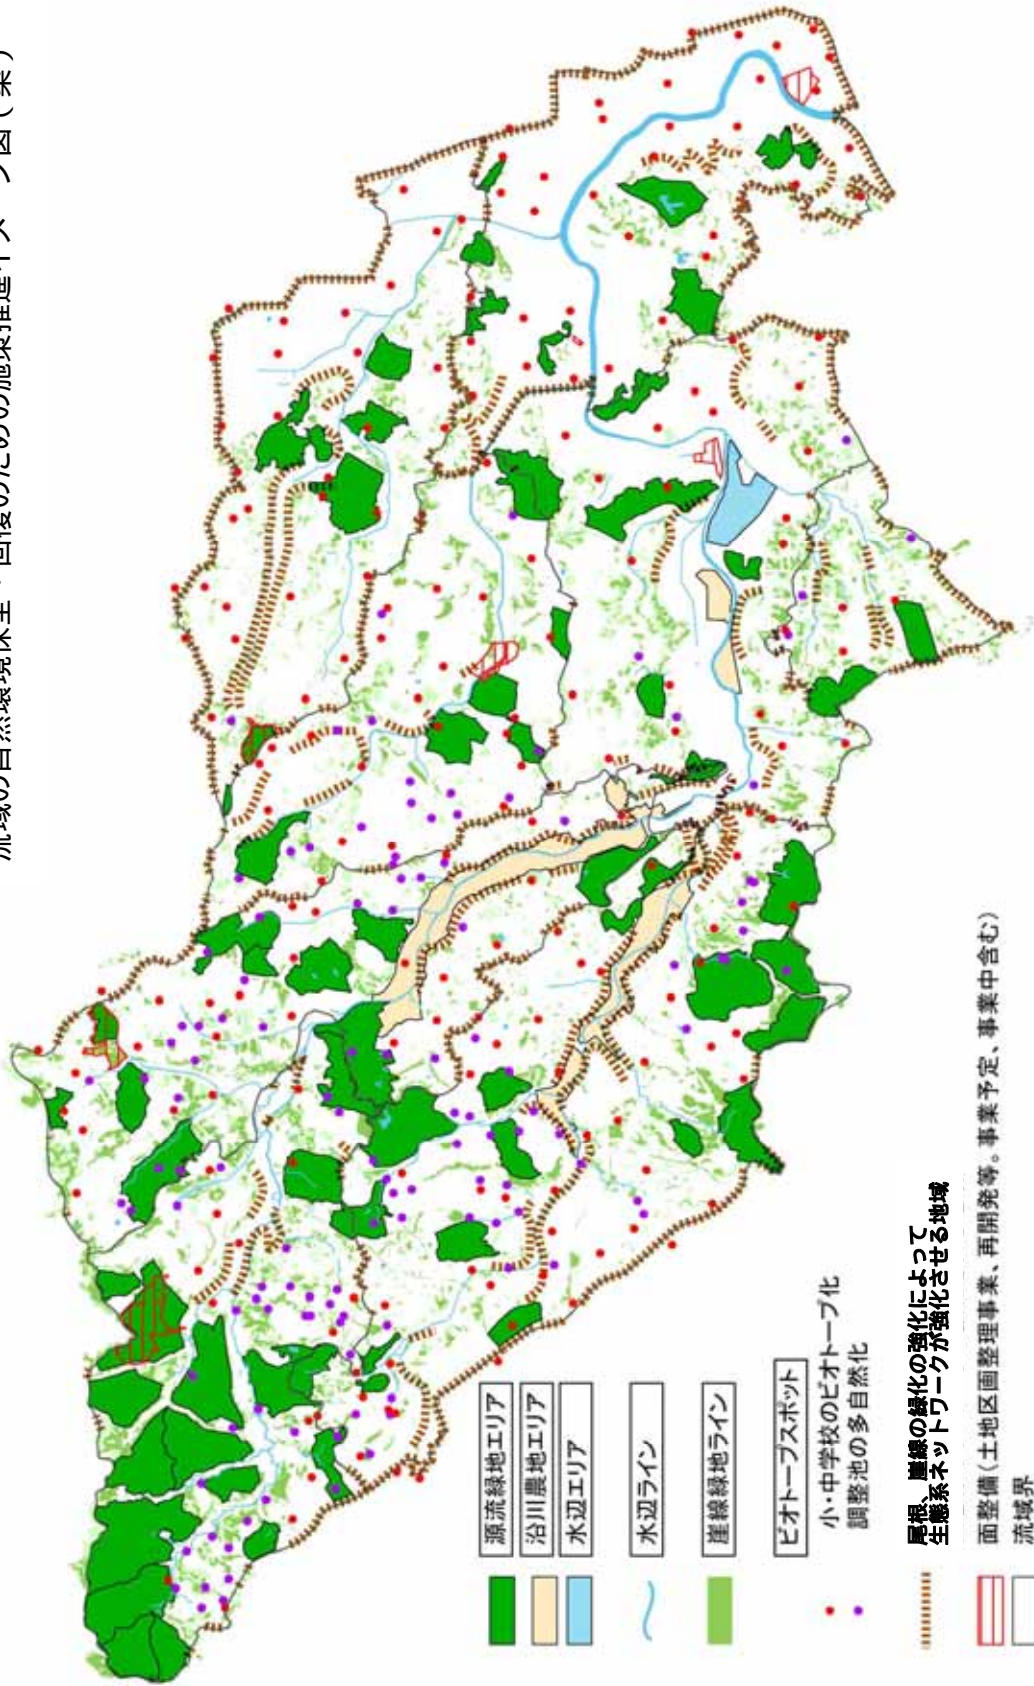 流域の自然環境保全・回復のための施策推進イメージ図(案)
源流緑地エリア
沿川農地エリア
水辺エリア
水辺ライン
崖線緑地ライン
ビオトープスポット
小・中学校のビオトープ化
調整池の多自然化
尾根、崖線の緑化の強化によって
生態系ネットワークが強化させる地域
面整備(土地区画整理事業、再開発等。事業予定、事業中含む)
流域界